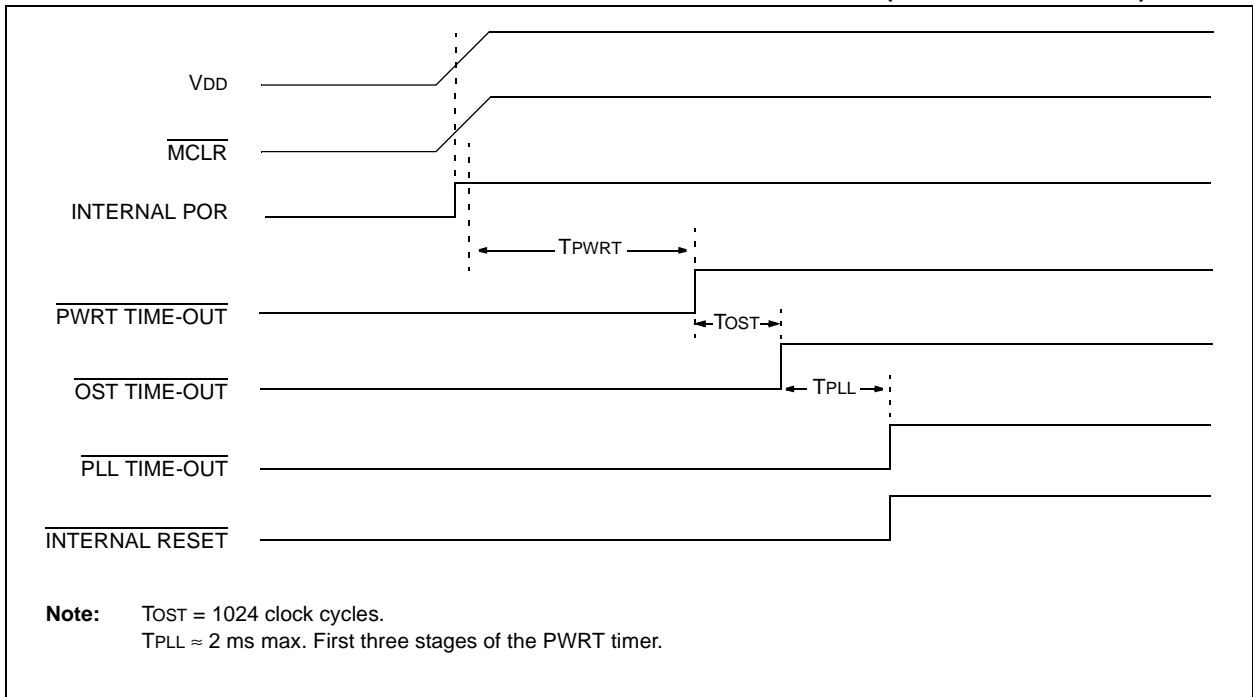 VDD
MCLR
INTERNAL POR
TPWRT
PWRT TIME-OUT
TOST
OST TIME-OUT
TPLL
PLL TIME-OUT
INTERNAL RESET
Note: TOST = 1024 clock cycles.
TPLL ≈ 2 ms max. First three stages of the PWRT timer.